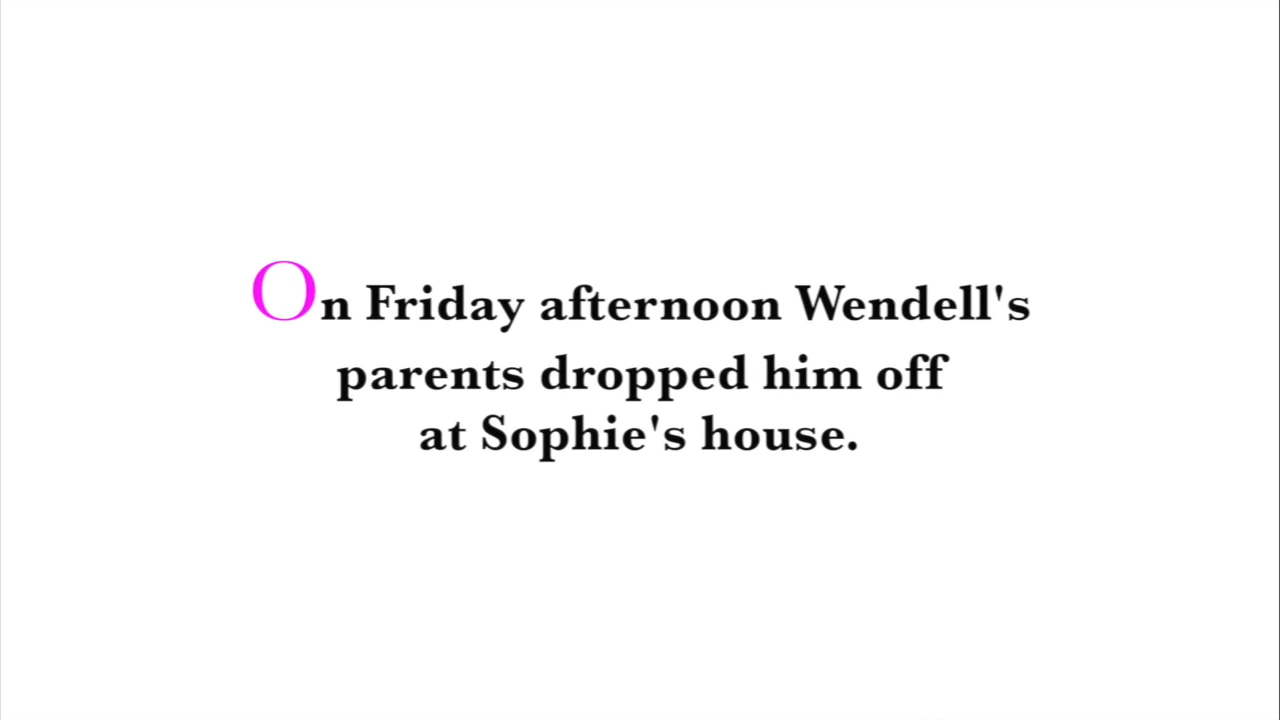 On Friday afternoon Wendell's
parents dropped him off
at Sophie's house.